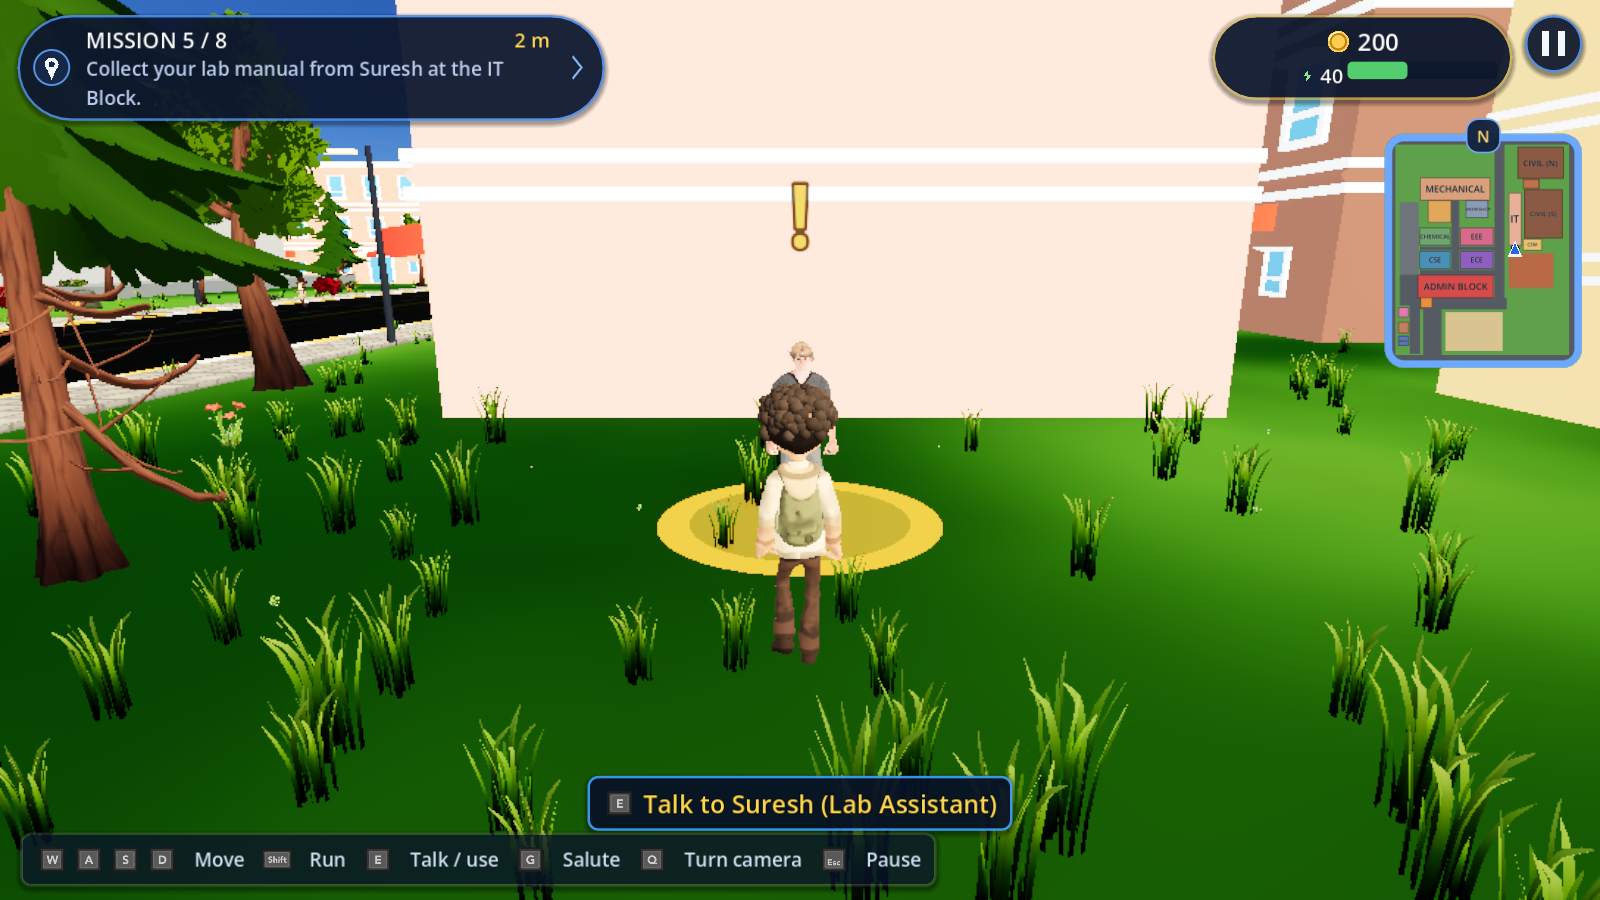 MISSION 5 / 8
2 m
Collect your lab manual from Suresh at the IT
Block.
200
40
N
CIVIL (N)
MECHANICAL
IT
CIVIL (S)
CHEMICAL
EEE
CSE
ECE
ADMIN BLOCK
E Talk to Suresh (Lab Assistant)
W A S D Move Shift Run E Talk / use G Salute Q Turn camera Esc Pause